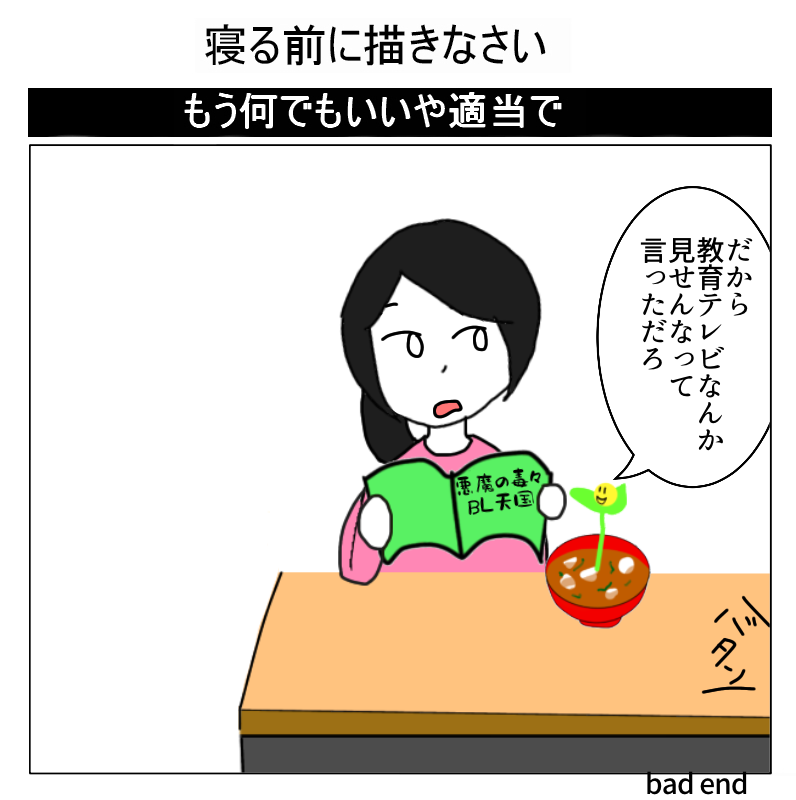 寝る前に描きなさい
もう何でもいいや適当で
だから
教育テレビなんか
見せんなって
言っただろ
悪魔の毒々
BL天国
バッ
タン
bad end